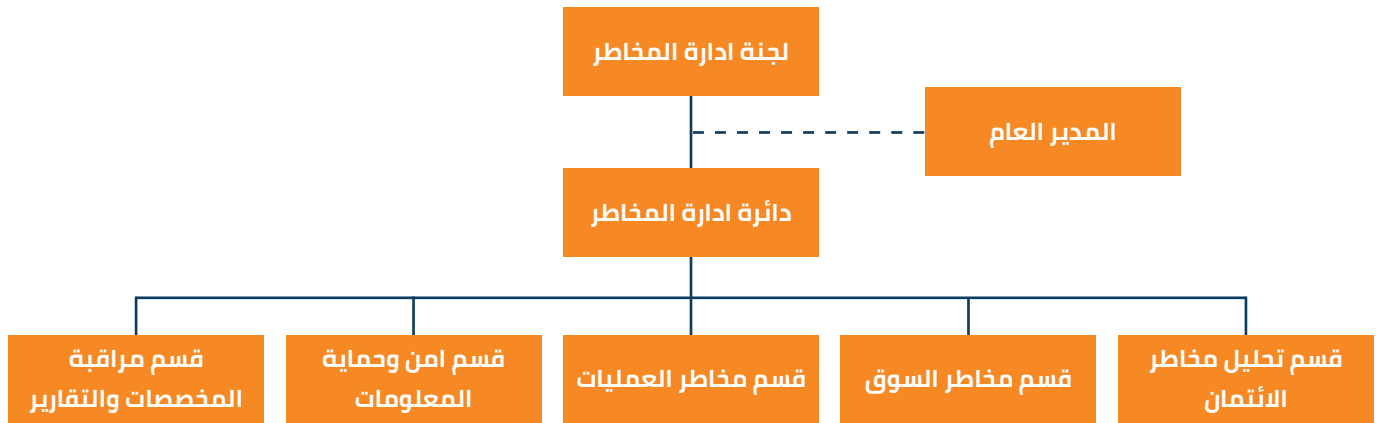 لجنة ادارة المخاطر
المدير العام
دائرة ادارة المخاطر
قسم تحليل مخاطر
الائتمان
قسم مخاطر السوق
قسم مخاطر العمليات
قسم امن وحماية
المعلومات
قسم مراقبة
المخصصات والتقارير